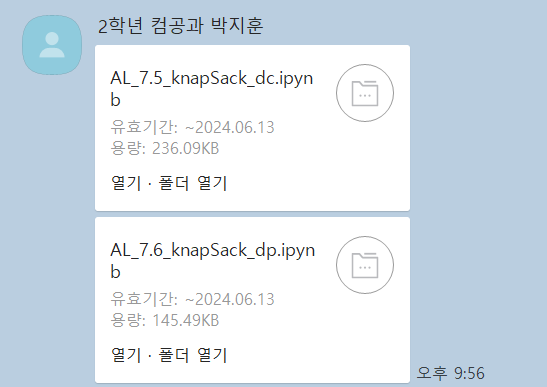 2학년 컴공과 박지훈
AL_7.5_knapSack_dc.ipyn
b
유효기간: ~2024.06.13
용량: 236.09KB
열기 · 폴더 열기
AL_7.6_knapSack_dp.ipyn
b
유효기간: ~2024.06.13
용량: 145.49KB
열기 · 폴더 열기
오후 9:56